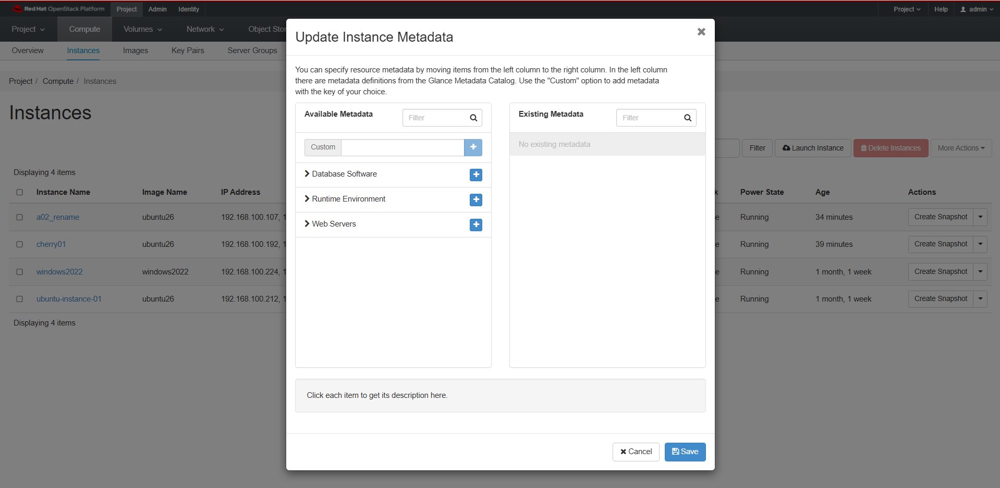 Red Hat OpenStack Platform Project Admin Identity Project Help admin
Project Compute Volumes Network Object Stor
Overview Instances Images Key Pairs Server Groups
Project / Compute / Instances
Instances
Filter Launch Instance Delete Instances More Actions
Displaying 4 items
Instance Name Image Name IP Address Power State Age Actions
a02_rename ubuntu26 192.168.100.107, 1 Running 34 minutes Create Snapshot
cherry01 ubuntu26 192.168.100.192, 1 Running 39 minutes Create Snapshot
windows2022 windows2022 192.168.100.224, 1 Running 1 month, 1 week Create Snapshot
ubuntu-instance-01 ubuntu26 192.168.100.212, 1 Running 1 month, 1 week Create Snapshot
Displaying 4 items
Update Instance Metadata
You can specify resource metadata by moving items from the left column to the right column. In the left column
there are metadata definitions from the Glance Metadata Catalog. Use the "Custom" option to add metadata
with the key of your choice.
Available Metadata Filter
Custom
Database Software
Runtime Environment
Web Servers
Existing Metadata Filter
No existing metadata
Click each item to get its description here.
Cancel Save